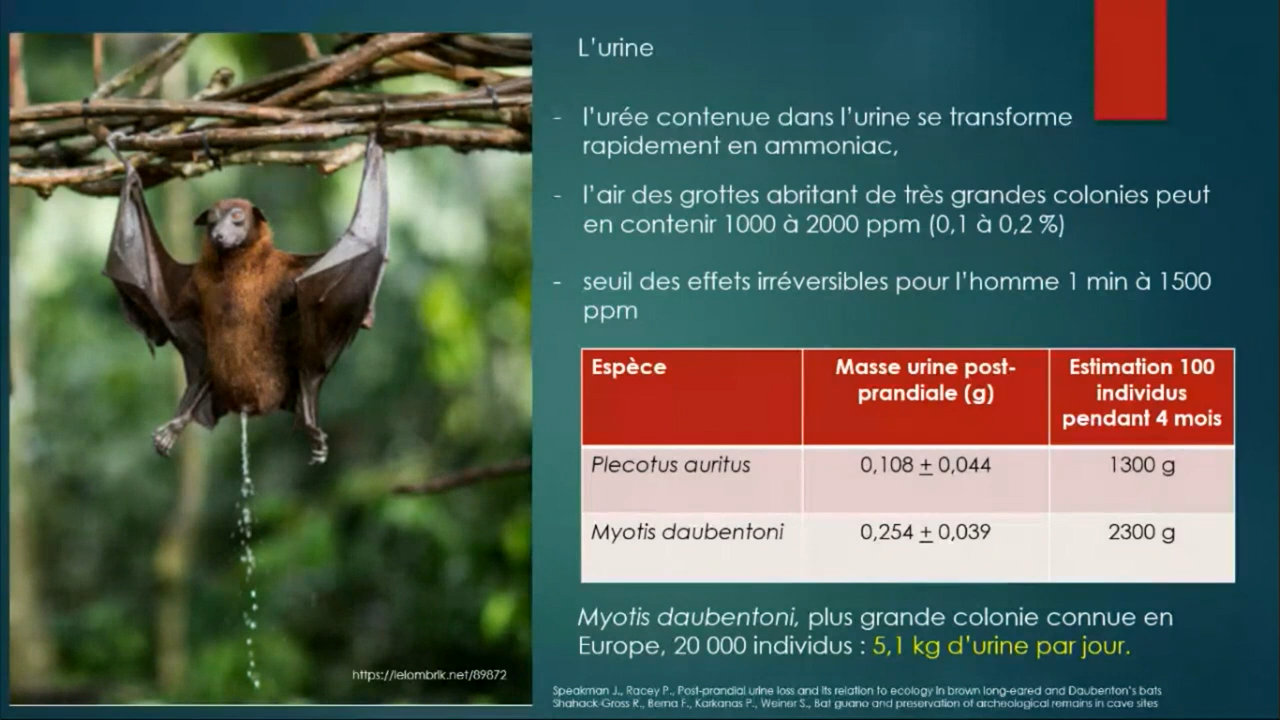 L'urine
- l'urée contenue dans l'urine se transforme
rapidement en ammoniac,
- l'air des grottes abritant de très grandes colonies peut
en contenir 1000 à 2000 ppm (0,1 à 0,2 %)
- seuil des effets irréversibles pour l'homme 1 min à 1500
ppm
Espèce
Masse urine post-
prandiale (g)
Estimation 100
individus
pendant 4 mois
Plecotus auritus
0,108 ± 0,044
1300 g
Myotis daubentoni
0,254 ± 0,039
2300 g
Myotis daubentoni, plus grande colonie connue en
Europe, 20 000 individus : 5,1 kg d'urine par jour.
https://lelombrik.net/89872
Speakman J., Racey P., Post-prandial urine loss and its relation to ecology in brown long-eared and Daubenton's bats
Shahack-Gross R., Berna F., Karkanas P., Weiner S., Bat guano and preservation of archeological remains in cave sites